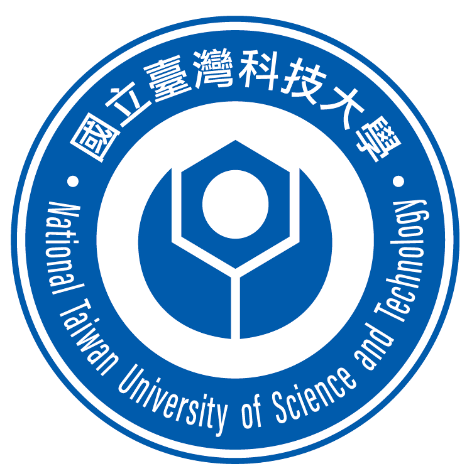 國立臺灣科技大學
National Taiwan University of Science and Technology